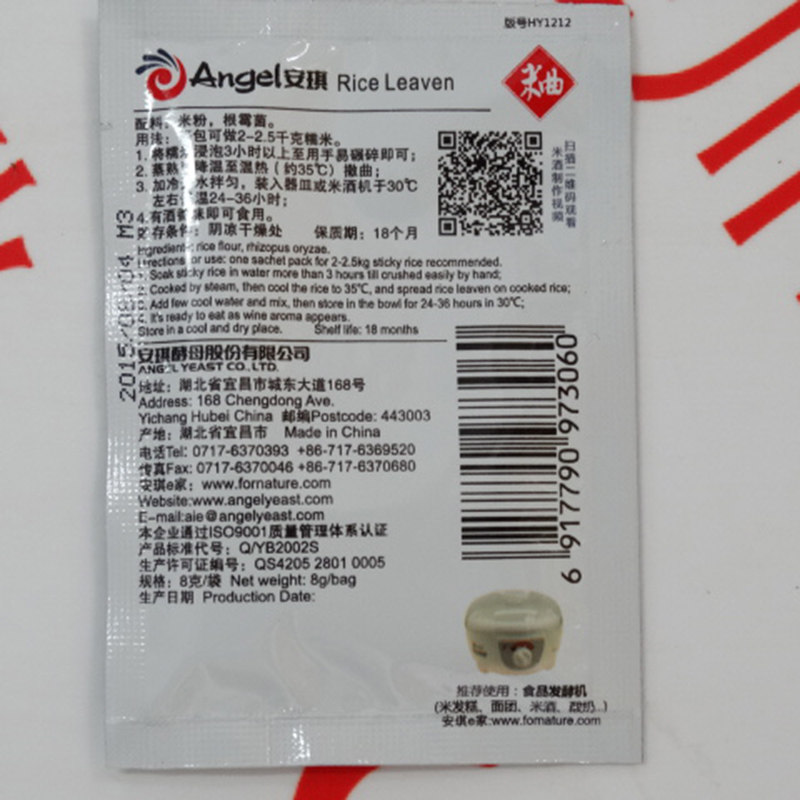 版号HY1212
Angel安琪 Rice Leaven
米曲
配料：米粉，根霉菌。
用法：包可做2-2.5千克糯米。
1. 将糯 浸泡3小时以上至用手易碾碎即可；
2. 蒸熟 降温至温热（约35℃）撒曲；
3. 加冷 水拌匀，装入器皿或米酒机于30℃
左右 温24-36小时；
4. 有酒香味即可食用。
贮存条件：阴凉干燥处 保质期：18个月
扫描二维码观看
米酒制作视频
Ingredient: rice flour, rhizopus oryzae.
Directions for use: one sachet pack for 2-2.5kg sticky rice recommended.
1. Soak sticky rice in water more than 3 hours till crushed easily by hand;
2. Cooked by steam, then cool the rice to 35℃, and spread rice leaven on cooked rice;
3. Add few cool water and mix, then store in the bowl for 24-36 hours in 30℃;
4. It's ready to eat as wine aroma appears.
Store in a cool and dry place. Shelf life: 18 months
安琪酵母股份有限公司
ANGEL YEAST CO.,LTD.
地址：湖北省宜昌市城东大道168号
Address: 168 Chengdong Ave.
Yichang Hubei China 邮编Postcode: 443003
产地：湖北省宜昌市 Made in China
电话Tel: 0717-6370393 +86-717-6369520
传真Fax: 0717-6370046 +86-717-6370680
安琪e家：www.fornature.com
Website:www.angelyeast.com
E-mail:aie@angelyeast.com
本企业通过ISO9001质量管理体系认证
产品标准代号：Q/YB2002S
生产许可证编号：QS4205 2801 0005
规格：8克/袋 Net weight: 8g/bag
生产日期 Production Date:
6 917790 973060
推荐使用：食品发酵机
(米发糕、面团、米酒、酸奶..)
安琪e家:www.fornature.com